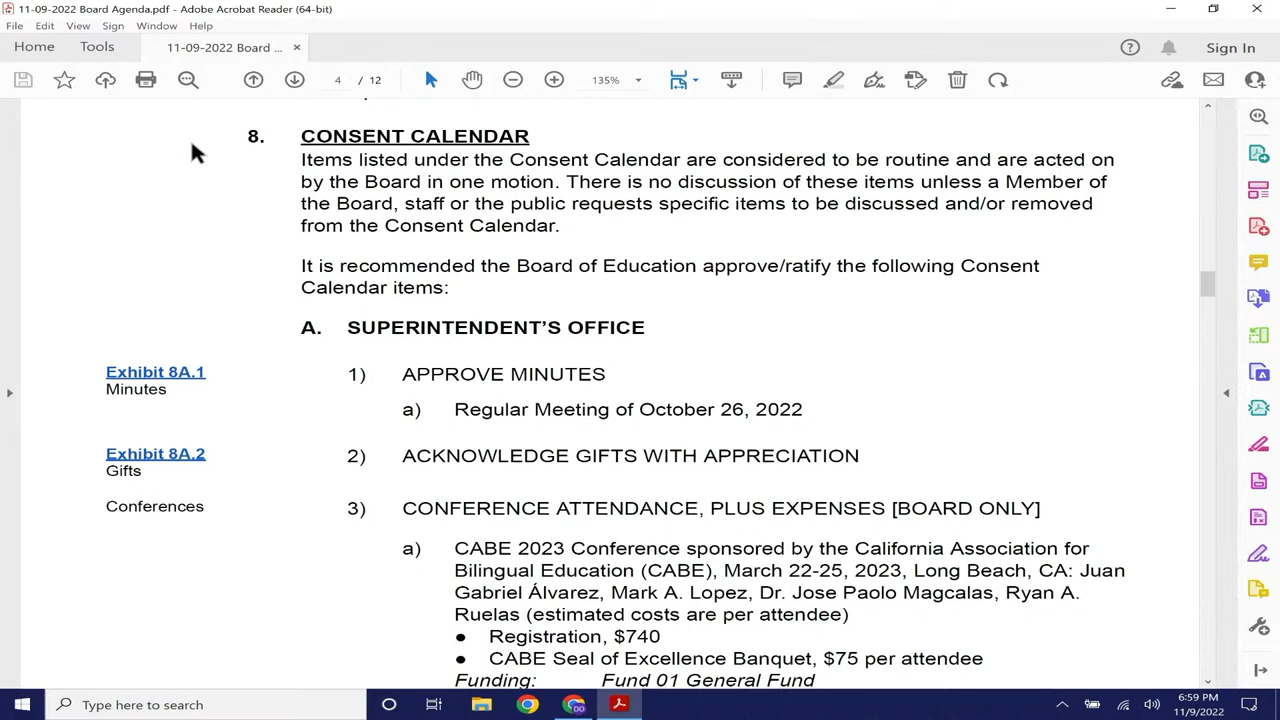 11-09-2022 Board Agenda.pdf - Adobe Acrobat Reader (64-bit)
File Edit View Sign Window Help
Home Tools 11-09-2022 Board ... × Sign In
4 / 12 135%
8. CONSENT CALENDAR
Items listed under the Consent Calendar are considered to be routine and are acted on
by the Board in one motion. There is no discussion of these items unless a Member of
the Board, staff or the public requests specific items to be discussed and/or removed
from the Consent Calendar.
It is recommended the Board of Education approve/ratify the following Consent
Calendar items:
A. SUPERINTENDENT'S OFFICE
Exhibit 8A.1 1) APPROVE MINUTES
Minutes
a) Regular Meeting of October 26, 2022
Exhibit 8A.2 2) ACKNOWLEDGE GIFTS WITH APPRECIATION
Gifts
Conferences 3) CONFERENCE ATTENDANCE, PLUS EXPENSES [BOARD ONLY]
a) CABE 2023 Conference sponsored by the California Association for
Bilingual Education (CABE), March 22-25, 2023, Long Beach, CA: Juan
Gabriel Álvarez, Mark A. Lopez, Dr. Jose Paolo Magcalas, Ryan A.
Ruelas (estimated costs are per attendee)
● Registration, $740
● CABE Seal of Excellence Banquet, $75 per attendee
Funding: Fund 01 General Fund
Type here to search
6:59 PM
11/9/2022